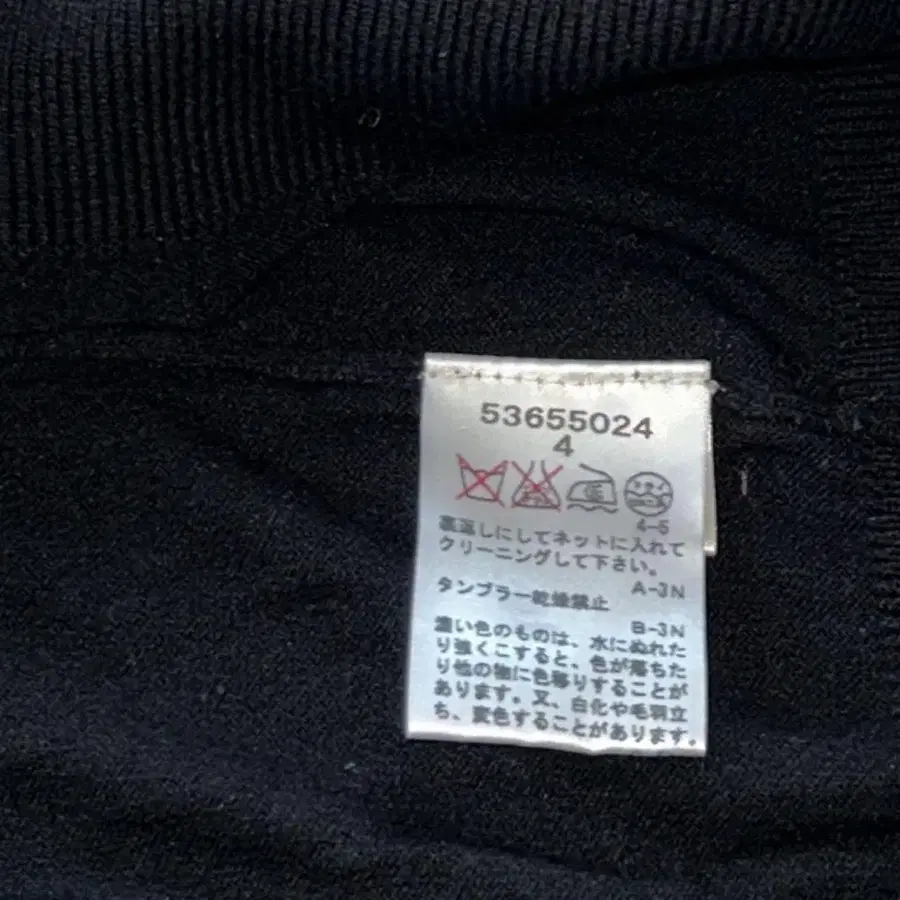 53655024
4
4-5
裏返しにしてネットに入れて
クリーニングして下さい。
A-3N
タンブラー乾燥禁止
B-3N
濃い色のものは、水にぬれた
り強くこすると、色が落ちた
り他の物に色移りすることが
あります。又、白化や毛羽立
ち、変色することがあります。